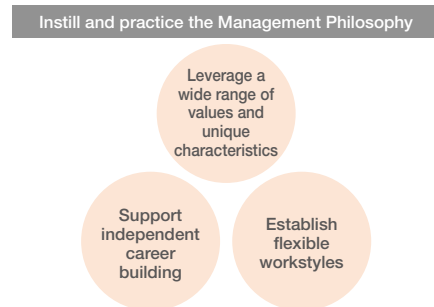 Instill and practice the Management Philosophy
Leverage a
wide range of
values and
unique
characteristics
Support
independent
career
building
Establish
flexible
workstyles